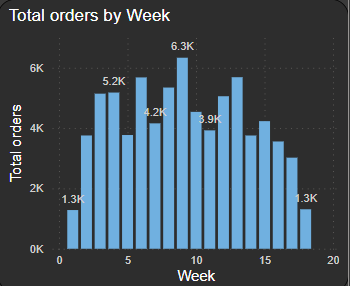 Total orders by Week
6.3K
6K
5.2K
4.2K
4K
3.9K
Total orders
2K
1.3K
1.3K
0K
0
5
10
15
20
Week